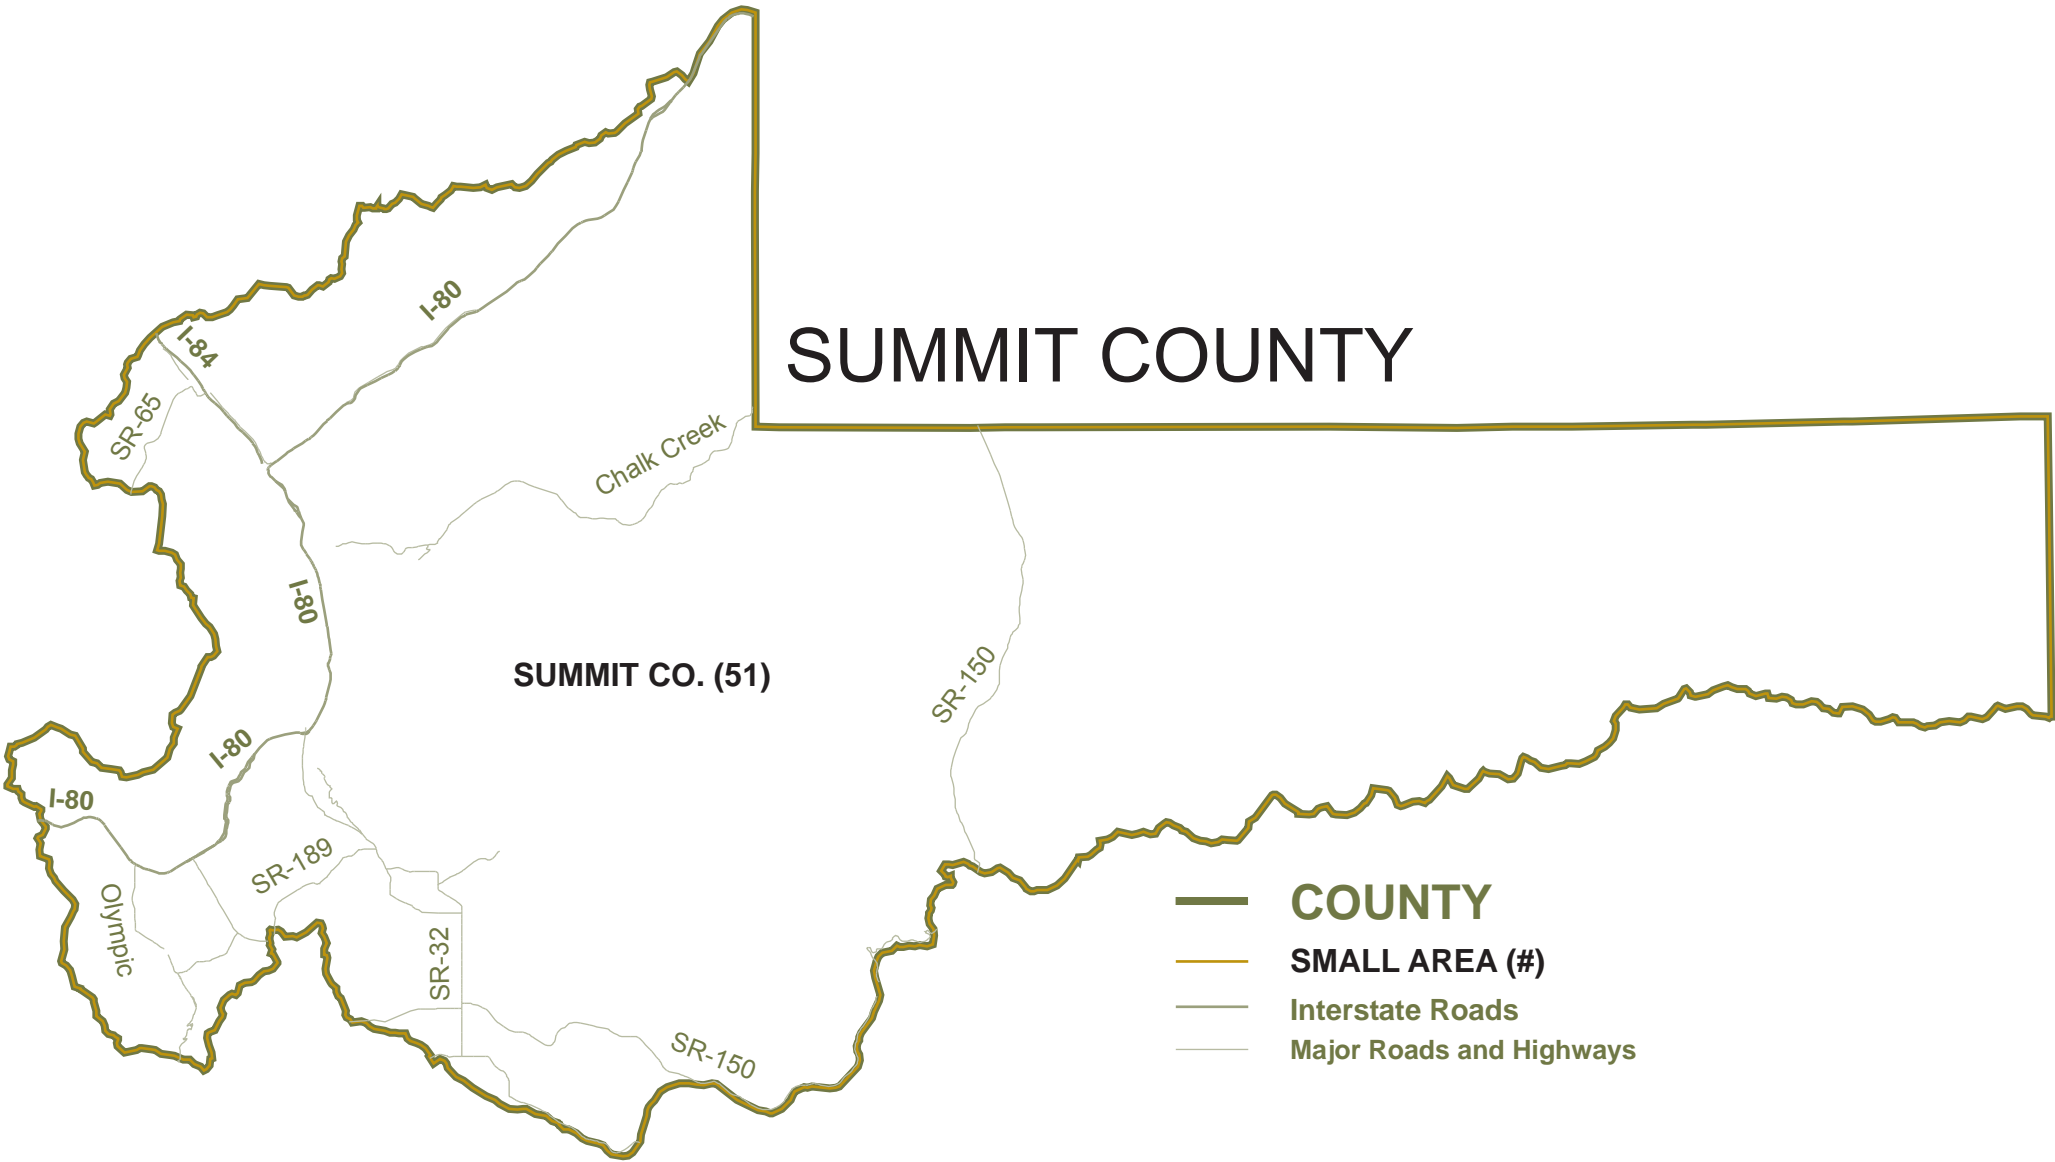 I-80
I-84
SUMMIT COUNTY
SR-65
Chalk Creek
I-80
SUMMIT CO. (51)
SR-150
I-80
I-80
SR-189
Olympic
SR-32
SR-150
COUNTY
SMALL AREA (#)
Interstate Roads
Major Roads and Highways